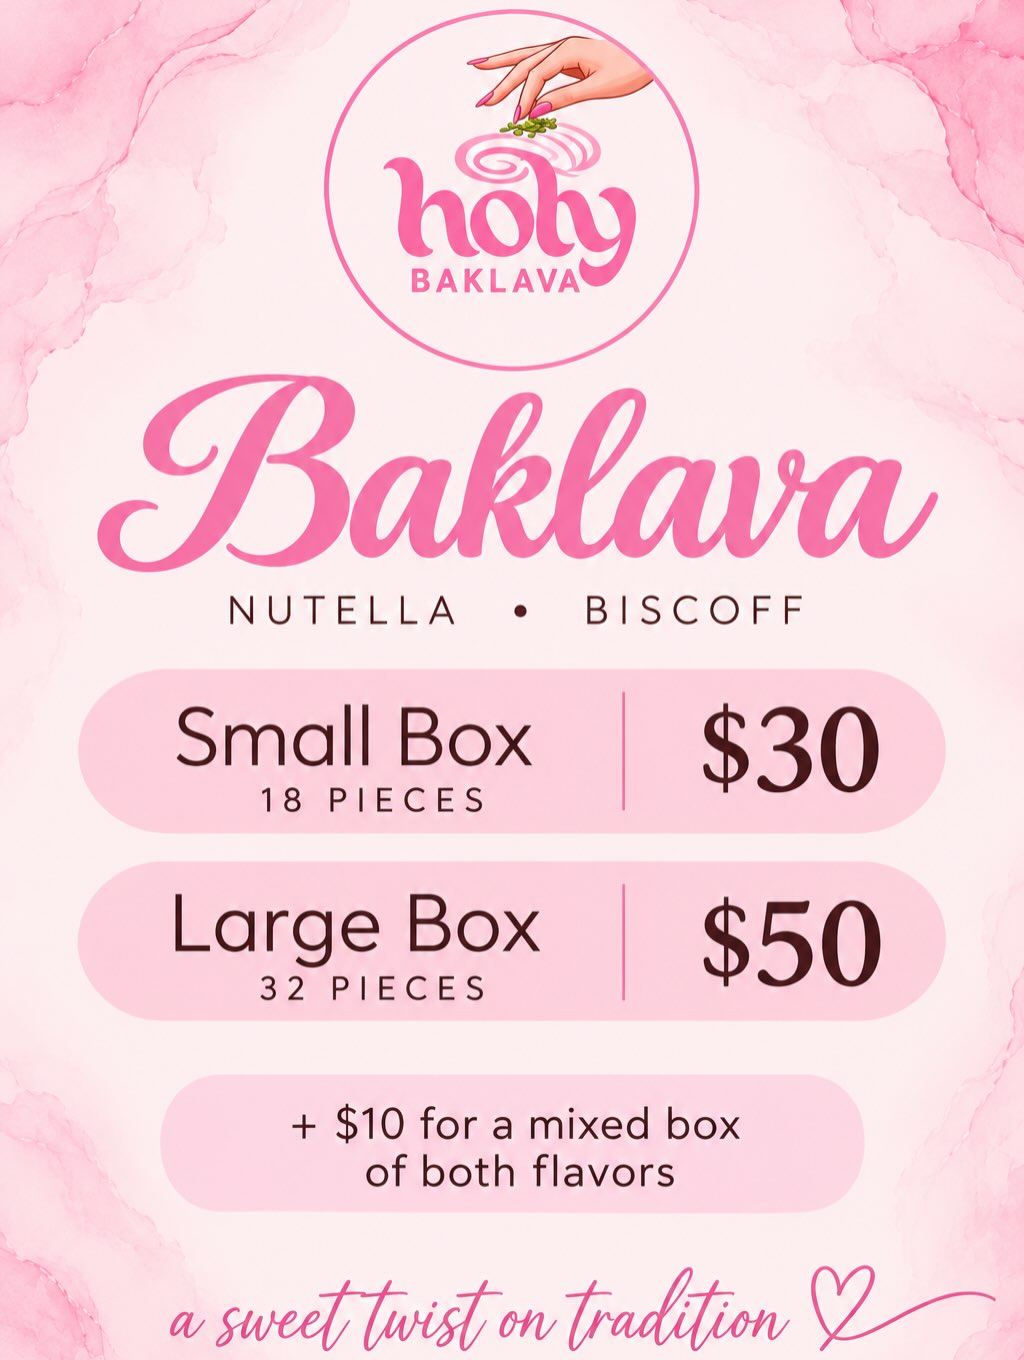 holy
BAKLAVA
Baklava
NUTELLA • BISCOFF
Small Box
18 PIECES
$30
Large Box
32 PIECES
$50
+ $10 for a mixed box
of both flavors
a sweet twist on tradition